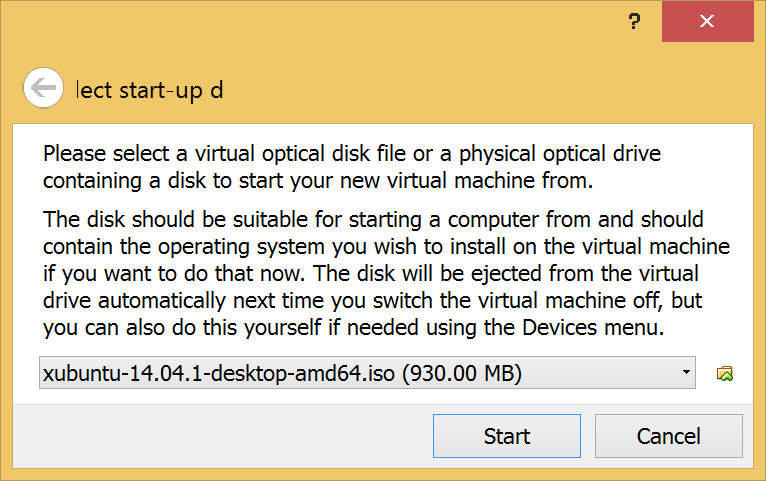 ?
lect start-up d
Please select a virtual optical disk file or a physical optical drive
containing a disk to start your new virtual machine from.
The disk should be suitable for starting a computer from and should
contain the operating system you wish to install on the virtual machine
if you want to do that now. The disk will be ejected from the virtual
drive automatically next time you switch the virtual machine off, but
you can also do this yourself if needed using the Devices menu.
xubuntu-14.04.1-desktop-amd64.iso (930.00 MB)
Start Cancel